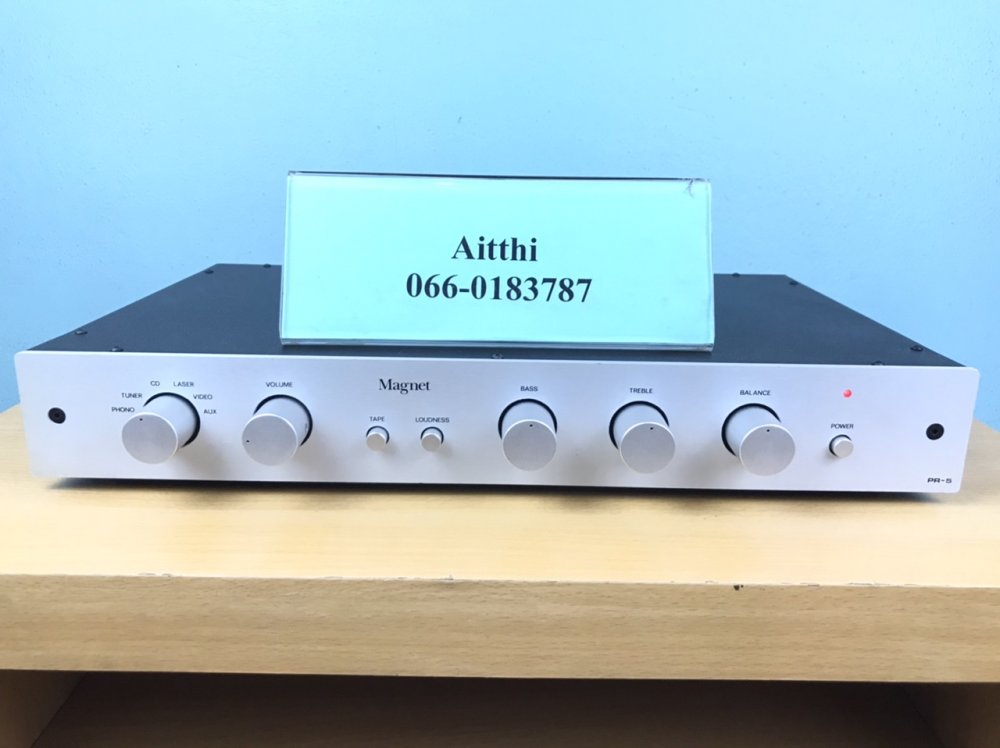 Aitthi
066-0183787
Magnet
PHONO
TUNER
CD
LASER
VIDEO
AUX
VOLUME
TAPE
LOUDNESS
BASS
TREBLE
BALANCE
POWER
PR-5